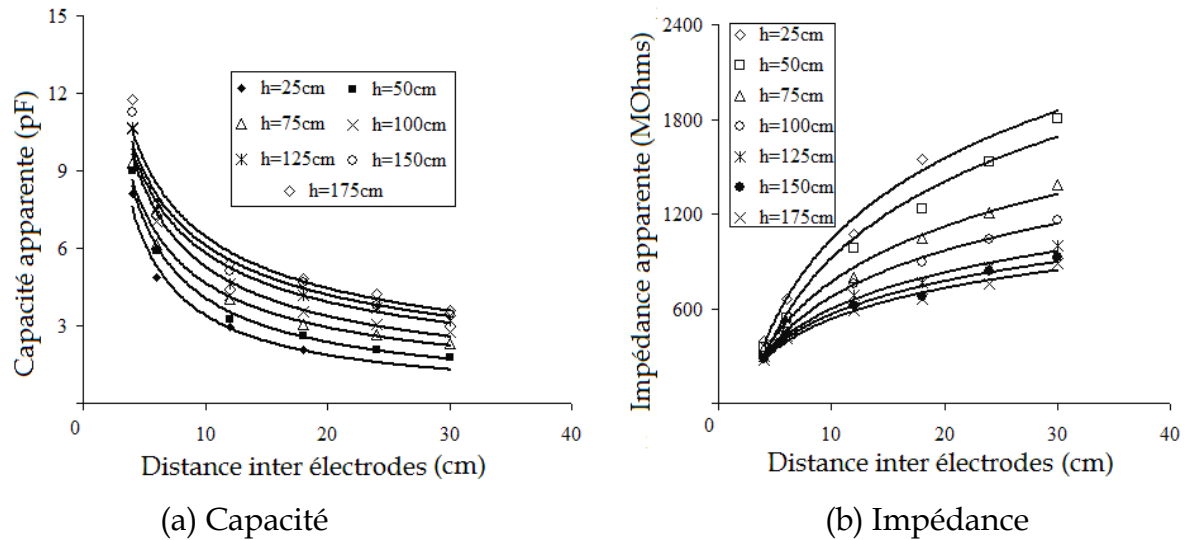 15
12
9
6
3
0
10
20
30
40
Capacité apparente (pF)
h=25cm
h=50cm
h=75cm
h=100cm
h=125cm
h=150cm
h=175cm
Distance inter électrodes (cm)
(a) Capacité
2400
1800
1200
600
0
10
20
30
40
Impédance apparente (MOhms)
h=25cm
h=50cm
h=75cm
h=100cm
h=125cm
h=150cm
h=175cm
Distance inter électrodes (cm)
(b) Impédance